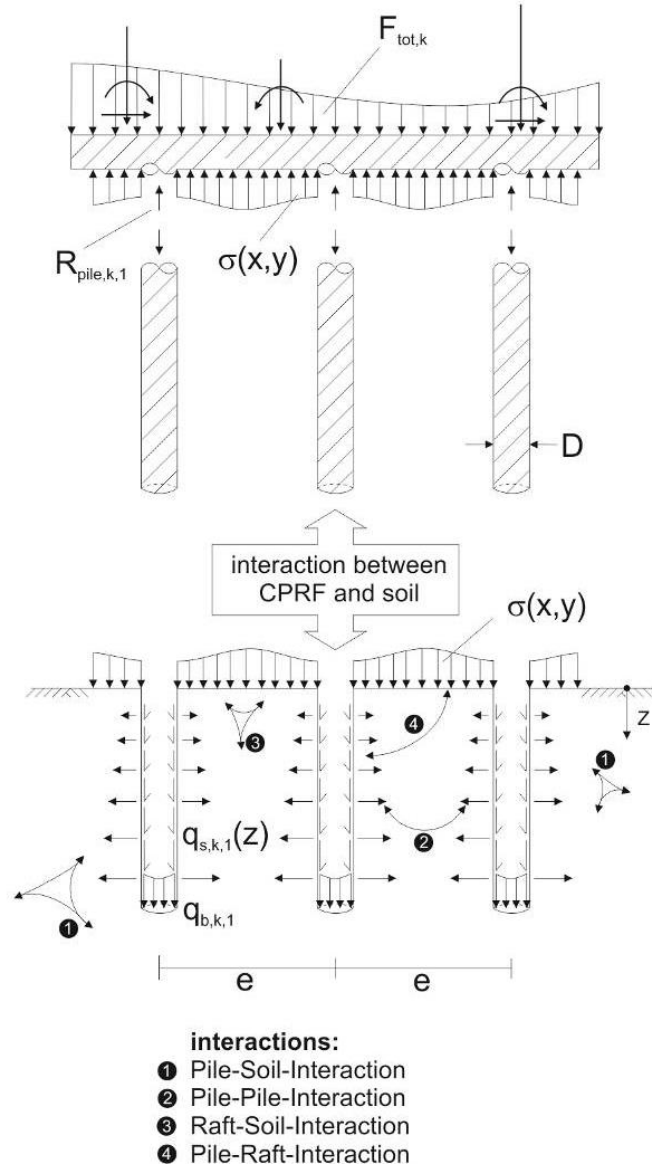 F_tot,k
R_pile,k,1
σ(x,y)
D
interaction between
CPRF and soil
σ(x,y)
z
4
3
1
2
q_s,k,1(z)
q_b,k,1
1
e e
interactions:
1 Pile-Soil-Interaction
2 Pile-Pile-Interaction
3 Raft-Soil-Interaction
4 Pile-Raft-Interaction